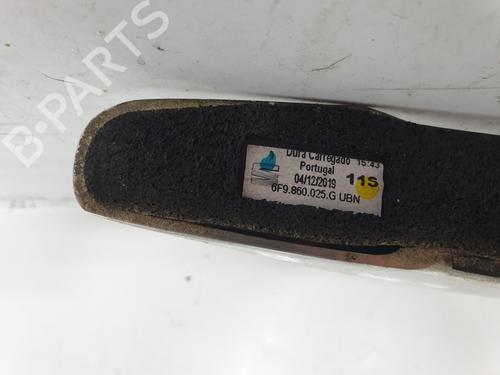 B-PARTS
Dura Carregado 15:43
Portugal
04/12/2019 11S
6F9.860.025.G UBN